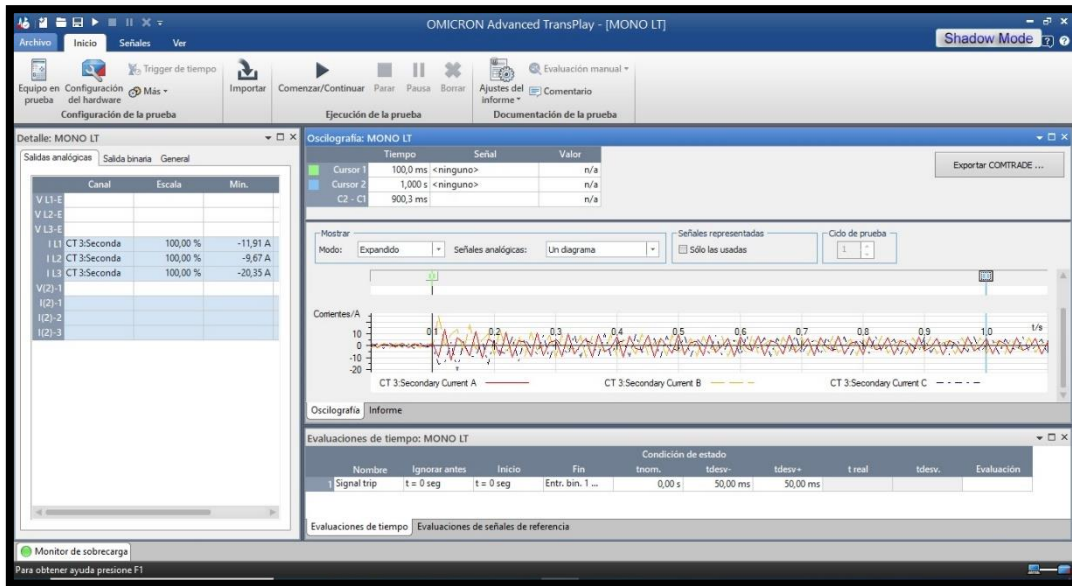 OMICRON Advanced TransPlay - [MONO LT]
Shadow Mode
Archivo Inicio Señales Ver
Equipo en prueba
Configuración del hardware
Trigger de tiempo
Más
Configuración de la prueba
Importar
Comenzar/Continuar Parar Pausa Borrar
Ejecución de la prueba
Ajustes del informe
Evaluación manual
Comentario
Documentación de la prueba
Detalle: MONO LT
Saldas analógicas Salida binaria General
Canal Escala Min.
V L1-E
V L2-E
V L3-E
I L1 CT 3:Seconda 100,00 % -11,91 A
I L2 CT 3:Seconda 100,00 % -9,67 A
I L3 CT 3:Seconda 100,00 % -20,35 A
V(2)-1
I(2)-1
I(2)-2
I(2)-3
Oscilografía: MONO LT
Tiempo Señal Valor
Cursor 1 100,0 ms <ninguno> n/a
Cursor 2 1,000 s <ninguno> n/a
C2 - C1 900,3 ms n/a
Exportar COMTRADE ...
Mostrar
Modo: Expandido Señales analógicas: Un diagrama
Señales representadas
Sólo las usadas
Ciclo de prueba
1
Corrientes/A
10
0
-10
-20
0,1 0,2 0,3 0,4 0,5 0,6 0,7 0,8 0,9 1,0 t/s
CT 3:Secondary Current A CT 3:Secondary Current B CT 3:Secondary Current C
Oscilografía Informe
Evaluaciones de tiempo: MONO LT
Condición de estado
Nombre Ignorar antes Inicio Fin tnom. tdesv- tdesv+ t real tdesv. Evaluación
1 Signal trip t = 0 seg t = 0 seg Entr. bin. 1 ... 0,00 s 50,00 ms 50,00 ms
Evaluaciones de tiempo Evaluaciones de señales de referencia
Monitor de sobrecarga
Para obtener ayuda presione F1